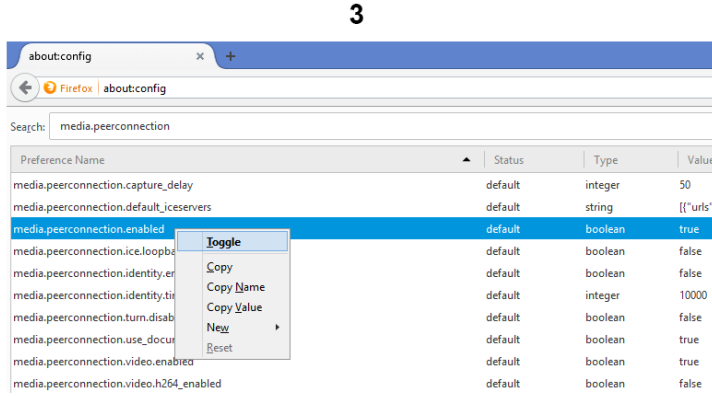 3
about:config
Firefox about:config
Search: media.peerconnection
Preference Name Status Type Value
media.peerconnection.capture_delay default integer 50
media.peerconnection.default_iceservers default string [{"urls"
media.peerconnection.enabled default boolean true
Toggle
media.peerconnection.ice.loopba default boolean false
Copy
media.peerconnection.identity.en default boolean false
Copy Name
media.peerconnection.identity.tim default integer 10000
Copy Value
media.peerconnection.turn.disab default boolean false
New
media.peerconnection.use_docum default boolean true
Reset
media.peerconnection.video.enabled default boolean true
media.peerconnection.video.h264_enabled default boolean false